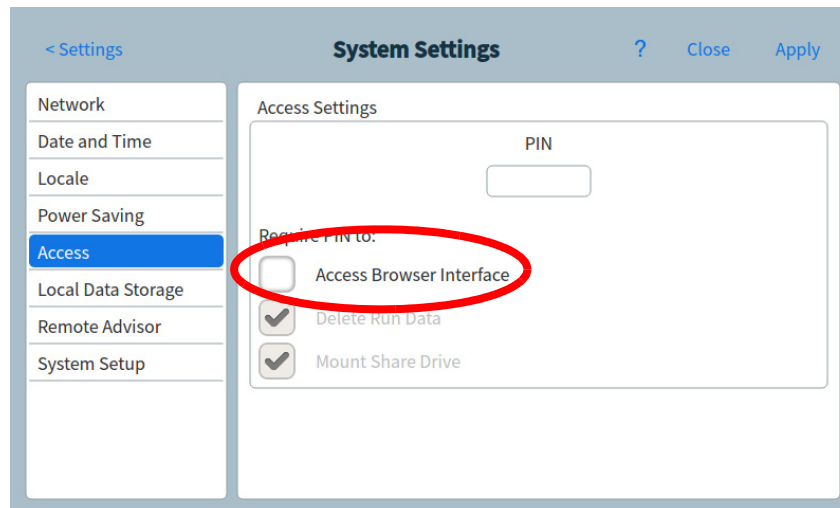 < Settings System Settings ? Close Apply
Network
Date and Time
Locale
Power Saving
Access
Local Data Storage
Remote Advisor
System Setup
Access Settings
PIN
Require PIN to:
Access Browser Interface
Delete Run Data
Mount Share Drive